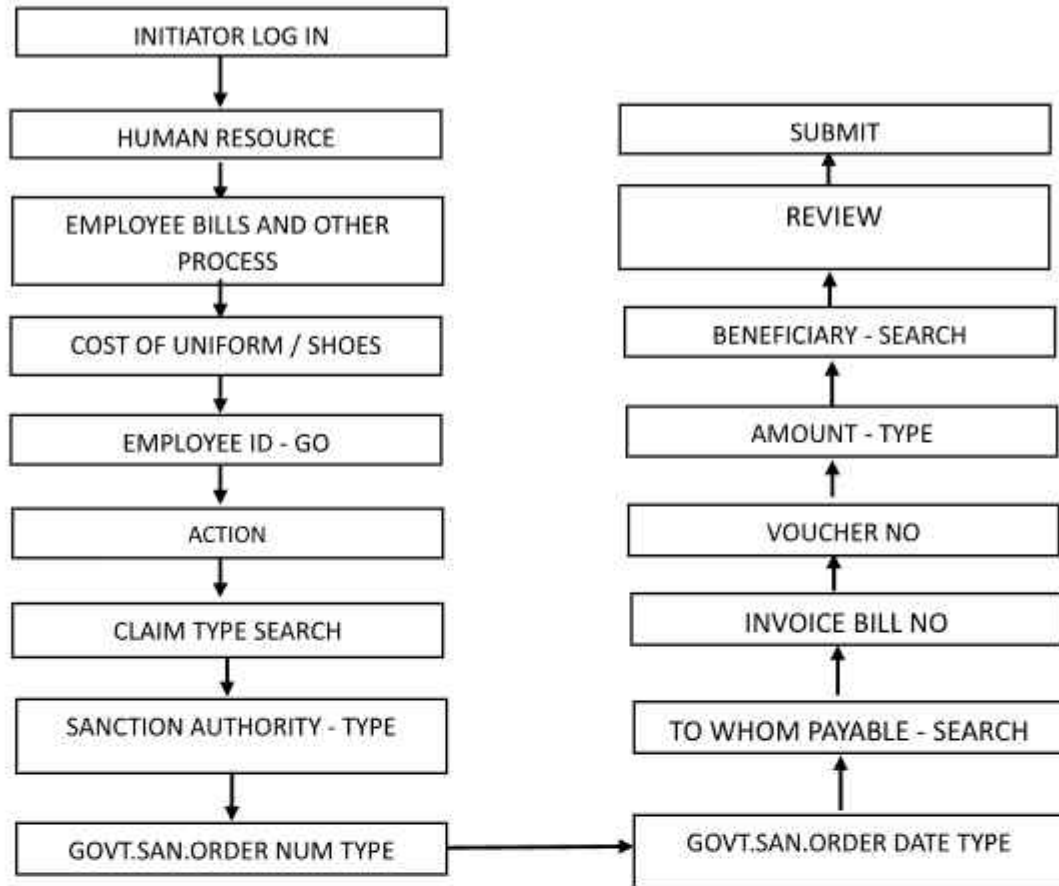 INITIATOR LOG IN
HUMAN RESOURCE
EMPLOYEE BILLS AND OTHER
PROCESS
COST OF UNIFORM / SHOES
EMPLOYEE ID - GO
ACTION
CLAIM TYPE SEARCH
SANCTION AUTHORITY - TYPE
GOVT.SAN.ORDER NUM TYPE
GOVT.SAN.ORDER DATE TYPE
TO WHOM PAYABLE - SEARCH
INVOICE BILL NO
VOUCHER NO
AMOUNT - TYPE
BENEFICIARY - SEARCH
REVIEW
SUBMIT